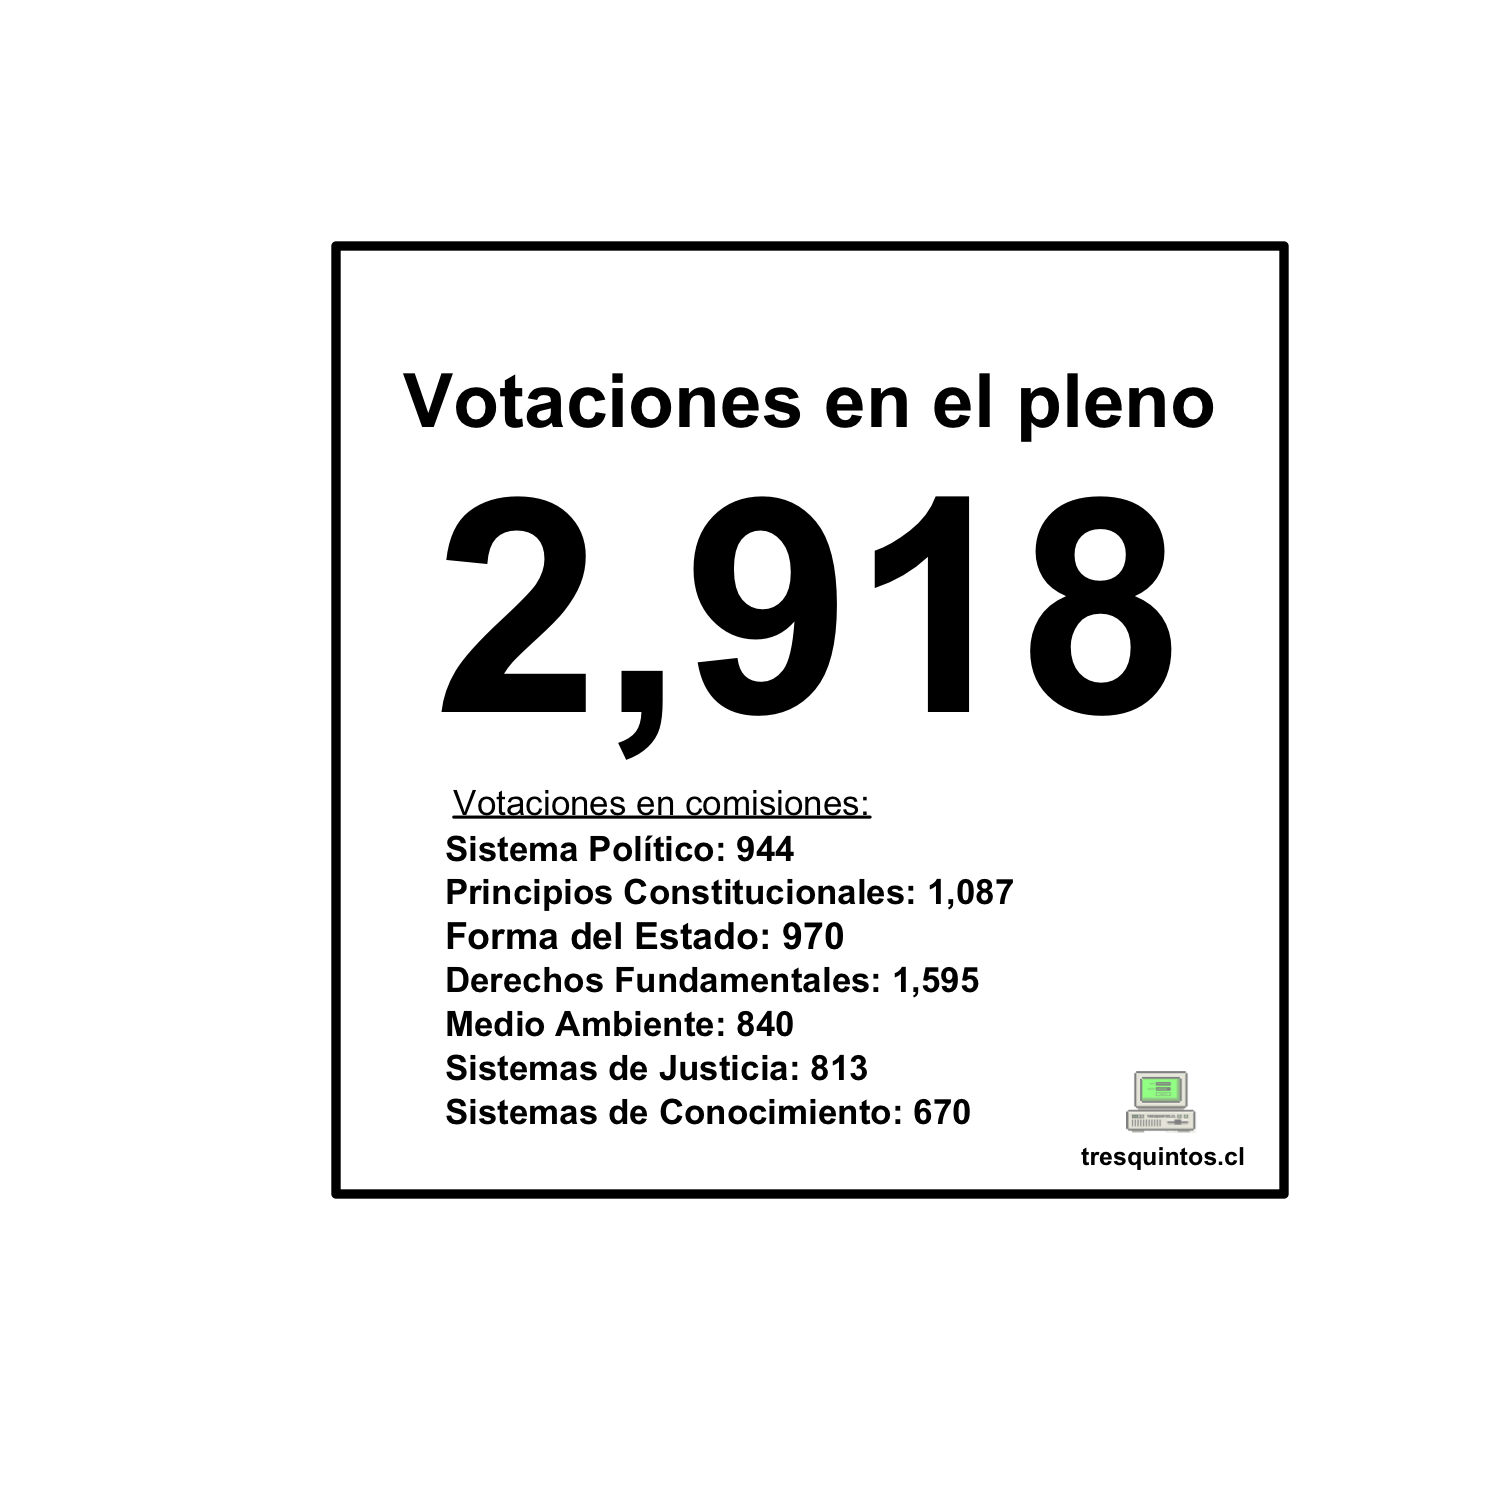 Votaciones en el pleno
2,918
Votaciones en comisiones:
Sistema Político: 944
Principios Constitucionales: 1,087
Forma del Estado: 970
Derechos Fundamentales: 1,595
Medio Ambiente: 840
Sistemas de Justicia: 813
Sistemas de Conocimiento: 670
tresquintos.cl